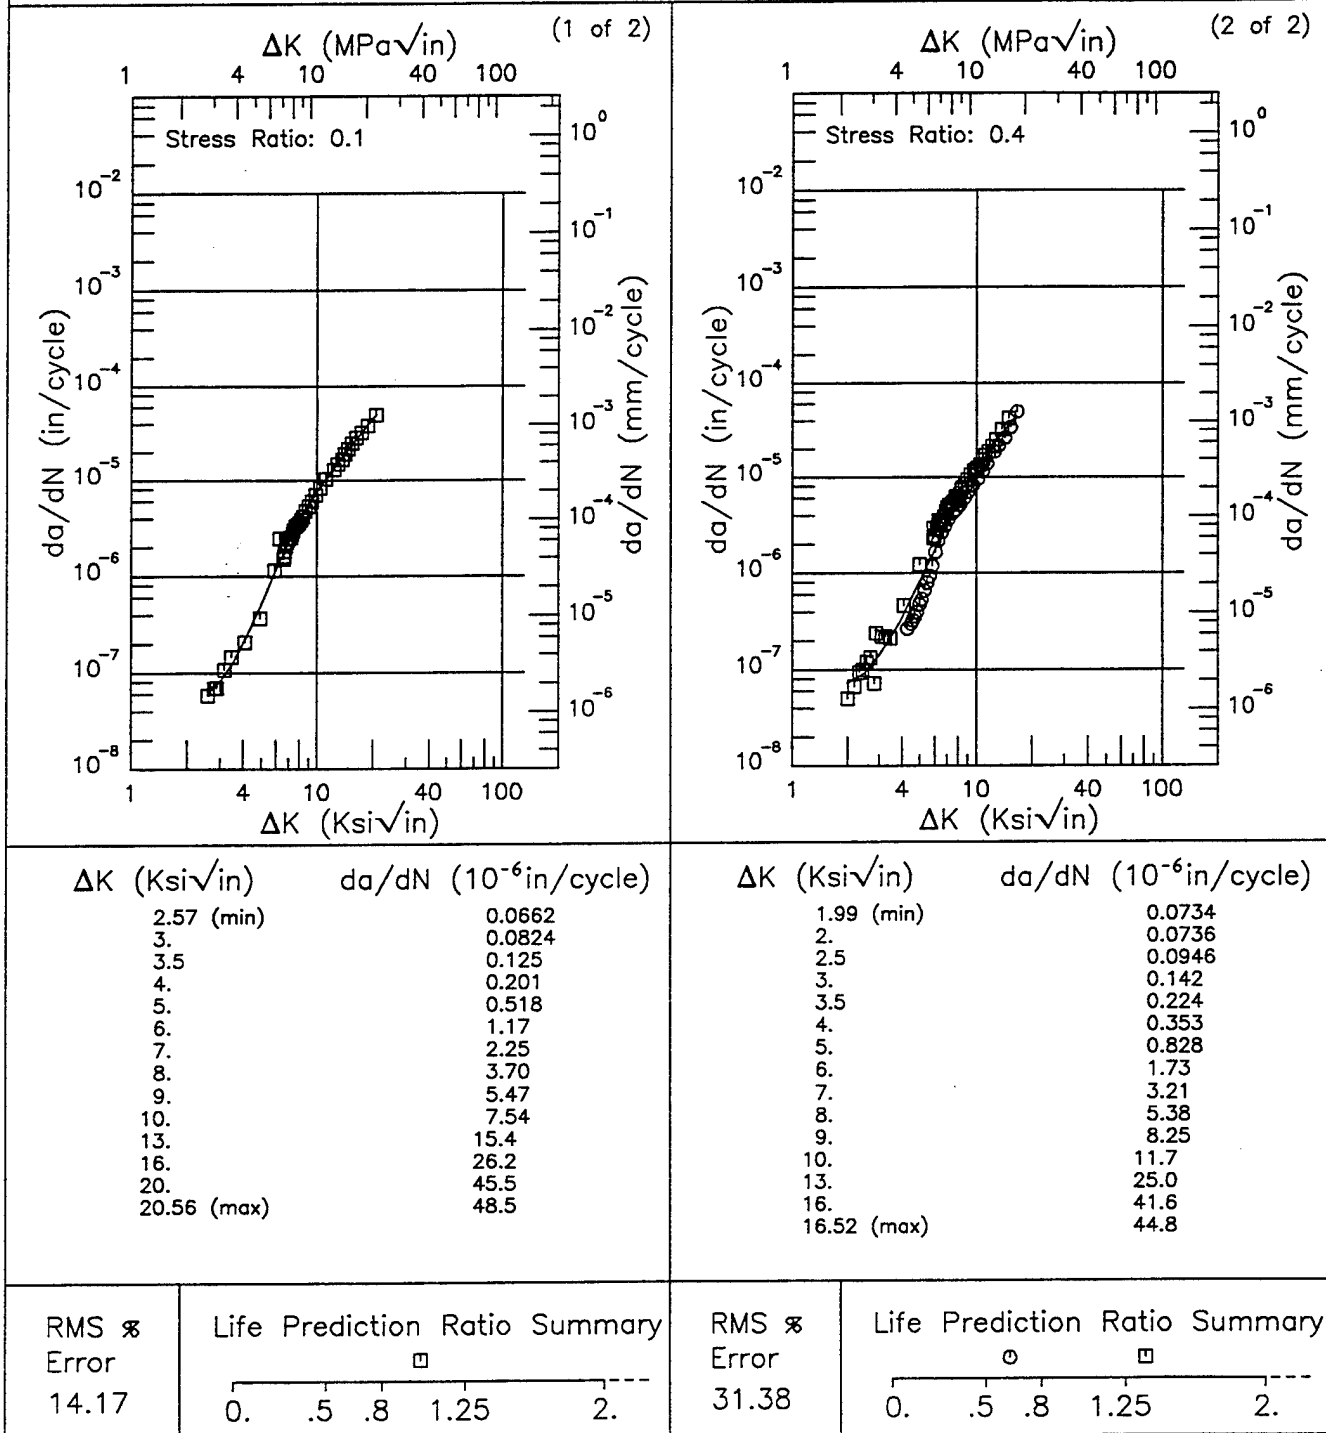 (1 of 2)
ΔK (MPa√in)
1 4 10 40 100
Stress Ratio: 0.1
10⁰
10⁻¹
10⁻²
10⁻³
10⁻⁴
10⁻⁵
10⁻⁶
da/dN (mm/cycle)
10⁻²
10⁻³
10⁻⁴
10⁻⁵
10⁻⁶
10⁻⁷
10⁻⁸
da/dN (in/cycle)
1 4 10 40 100
ΔK (Ksi√in)
ΔK (Ksi√in) da/dN (10⁻⁶in/cycle)
2.57 (min) 0.0662
3. 0.0824
3.5 0.125
4. 0.201
5. 0.518
6. 1.17
7. 2.25
8. 3.70
9. 5.47
10. 7.54
13. 15.4
16. 26.2
20. 45.5
20.56 (max) 48.5
RMS %
Error
14.17
Life Prediction Ratio Summary
0. .5 .8 1.25 2.
(2 of 2)
ΔK (MPa√in)
1 4 10 40 100
Stress Ratio: 0.4
10⁰
10⁻¹
10⁻²
10⁻³
10⁻⁴
10⁻⁵
10⁻⁶
da/dN (mm/cycle)
10⁻²
10⁻³
10⁻⁴
10⁻⁵
10⁻⁶
10⁻⁷
10⁻⁸
da/dN (in/cycle)
1 4 10 40 100
ΔK (Ksi√in)
ΔK (Ksi√in) da/dN (10⁻⁶in/cycle)
1.99 (min) 0.0734
2. 0.0736
2.5 0.0946
3. 0.142
3.5 0.224
4. 0.353
5. 0.828
6. 1.73
7. 3.21
8. 5.38
9. 8.25
10. 11.7
13. 25.0
16. 41.6
16.52 (max) 44.8
RMS %
Error
31.38
Life Prediction Ratio Summary
0. .5 .8 1.25 2.